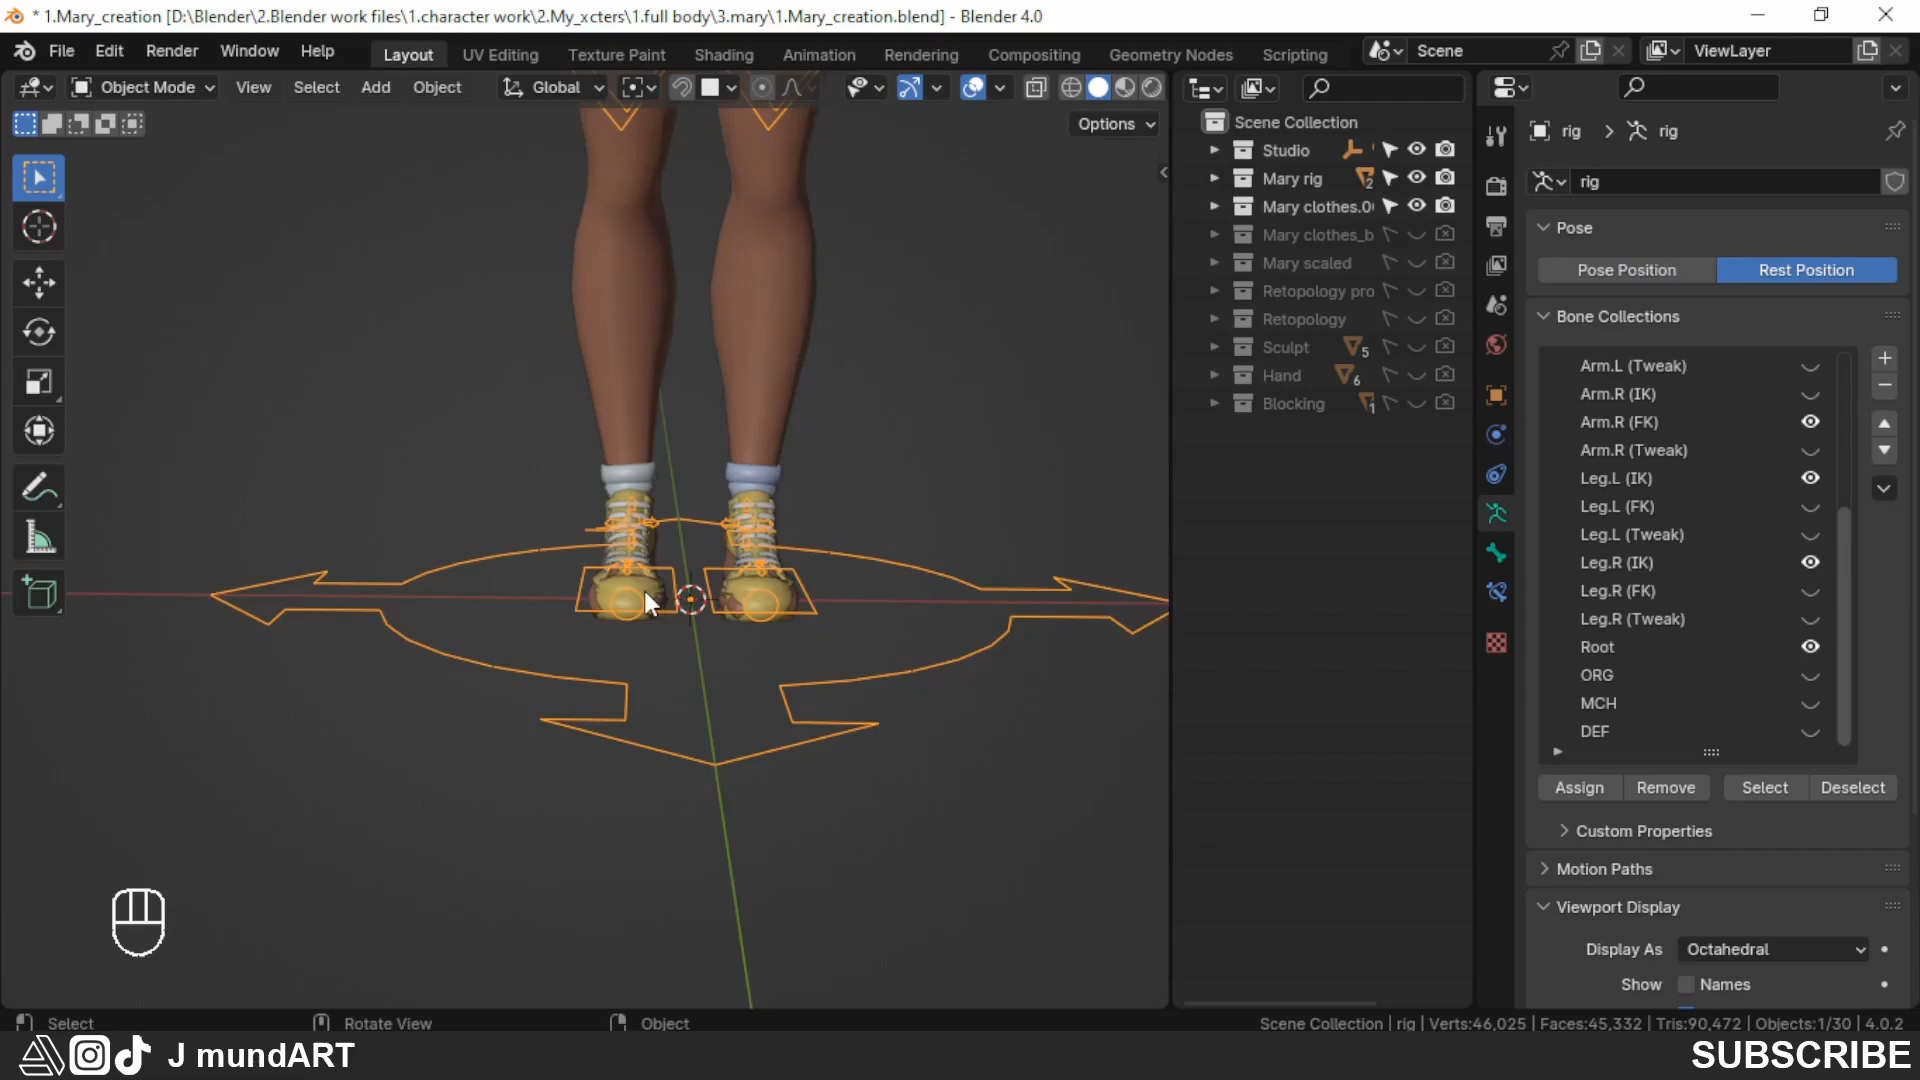 * 1.Mary_creation [D:\Blender\2.Blender work files\1.character work\2.My_xcters\1.full body\3.mary\1.Mary_creation.blend] - Blender 4.0
File Edit Render Window Help Layout UV Editing Texture Paint Shading Animation Rendering Compositing Geometry Nodes Scripting Scene ViewLayer
Object Mode View Select Add Object Global
Options
Scene Collection
Studio
Mary rig 2
Mary clothes.0
Mary clothes_b
Mary scaled
Retopology pro
Retopology
Sculpt 5
Hand 6
Blocking 1
rig > rig
rig
Pose
Pose Position Rest Position
Bone Collections
Arm.L (Tweak)
Arm.R (IK)
Arm.R (FK)
Arm.R (Tweak)
Leg.L (IK)
Leg.L (FK)
Leg.L (Tweak)
Leg.R (IK)
Leg.R (FK)
Leg.R (Tweak)
Root
ORG
MCH
DEF
Assign Remove Select Deselect
Custom Properties
Motion Paths
Viewport Display
Display As Octahedral
Show Names
Select Rotate View Object Scene Collection | rig | Verts:46,025 | Faces:45,332 | Tris:90,472 | Objects:1/30 | 4.0.2
J mundART SUBSCRIBE